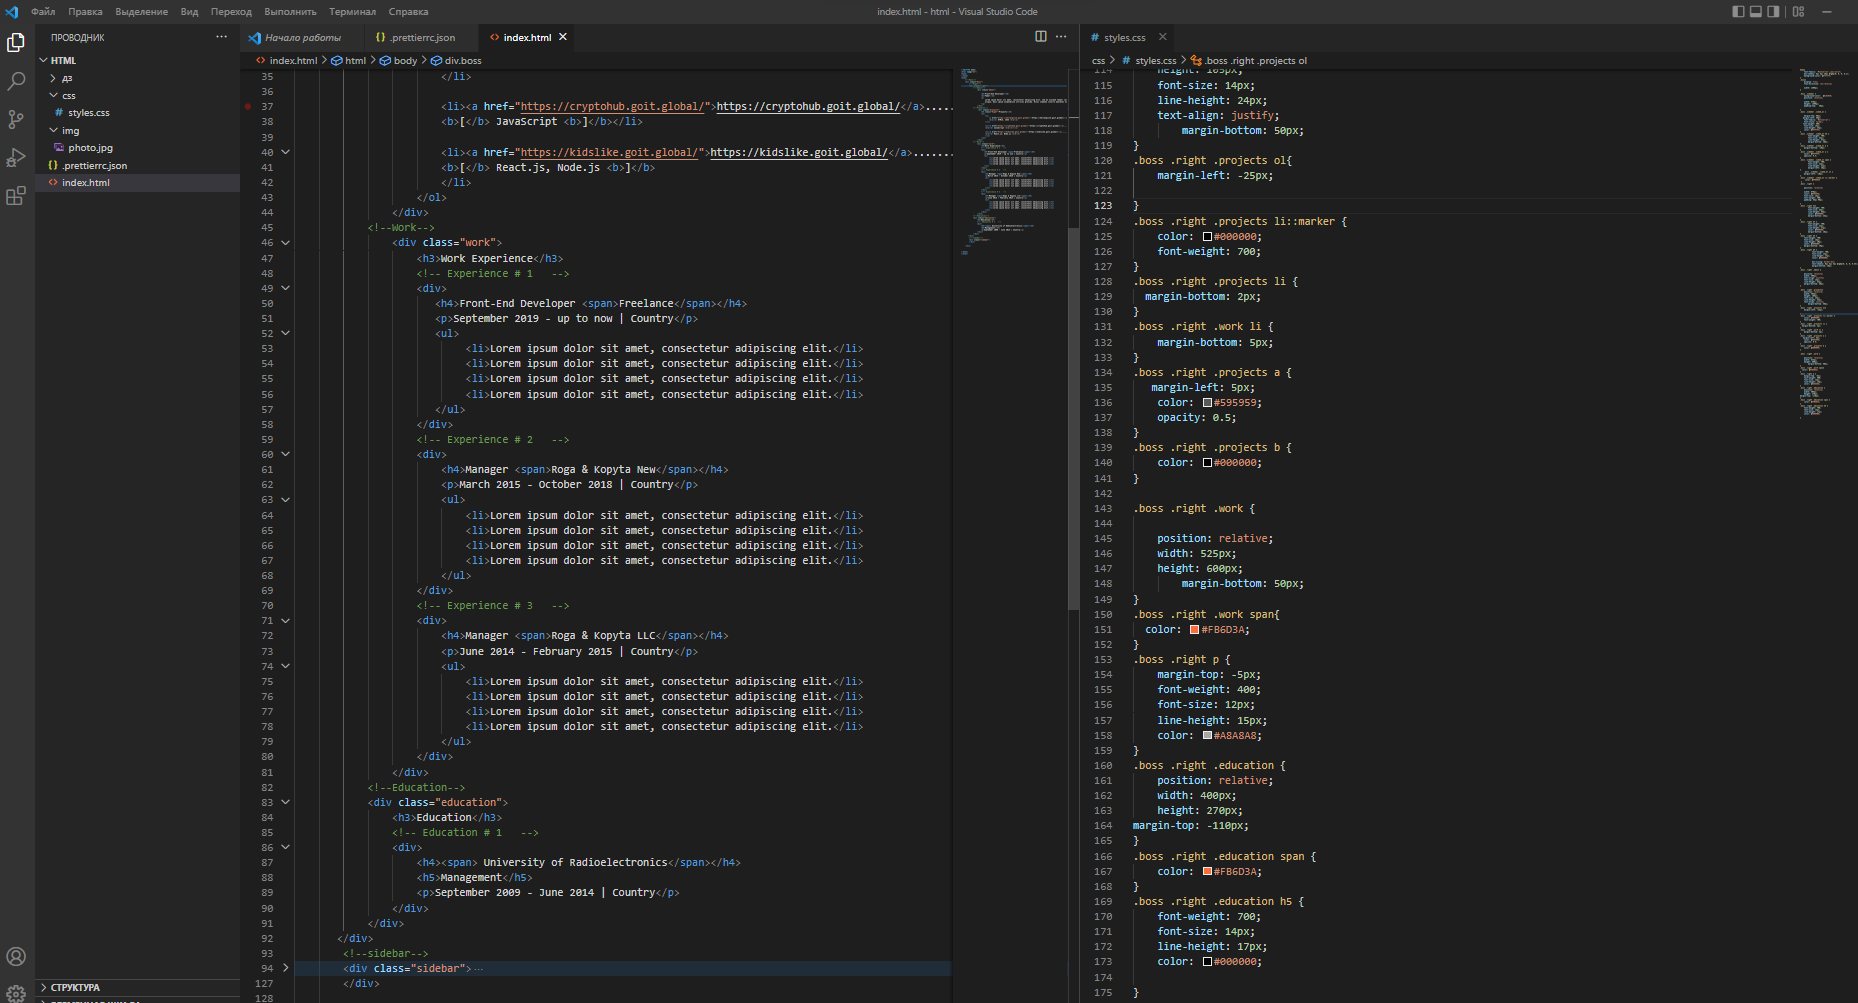 Файл Правка Выделение Вид Переход Выполнить Терминал Справка
index.html - html - Visual Studio Code
ПРОВОДНИК
HTML
дз
css
# styles.css
img
photo.jpg
{} .prettierrc.json
<> index.html
СТРУКТУРА
Начало работы
{} .prettierrc.json
<> index.html
<> index.html > html > body > div.boss
35 </li>
36
37 <li><a href="https://cryptohub.goit.global/">https://cryptohub.goit.global/</a>.....
38 <b>[</b> JavaScript <b>]</b></li>
39
40 <li><a href="https://kidslike.goit.global/">https://kidslike.goit.global/</a>.......
41 <b>[</b> React.js, Node.js <b>]</b>
42 </li>
43 </ol>
44 </div>
45 <!--Work-->
46 <div class="work">
47 <h3>Work Experience</h3>
48 <!-- Experience # 1   -->
49 <div>
50 <h4>Front-End Developer <span>Freelance</span></h4>
51 <p>September 2019 - up to now | Country</p>
52 <ul>
53 <li>Lorem ipsum dolor sit amet, consectetur adipiscing elit.</li>
54 <li>Lorem ipsum dolor sit amet, consectetur adipiscing elit.</li>
55 <li>Lorem ipsum dolor sit amet, consectetur adipiscing elit.</li>
56 <li>Lorem ipsum dolor sit amet, consectetur adipiscing elit.</li>
57 </ul>
58 </div>
59 <!-- Experience # 2   -->
60 <div>
61 <h4>Manager <span>Roga & Kopyta New</span></h4>
62 <p>March 2015 - October 2018 | Country</p>
63 <ul>
64 <li>Lorem ipsum dolor sit amet, consectetur adipiscing elit.</li>
65 <li>Lorem ipsum dolor sit amet, consectetur adipiscing elit.</li>
66 <li>Lorem ipsum dolor sit amet, consectetur adipiscing elit.</li>
67 <li>Lorem ipsum dolor sit amet, consectetur adipiscing elit.</li>
68 </ul>
69 </div>
70 <!-- Experience # 3   -->
71 <div>
72 <h4>Manager <span>Roga & Kopyta LLC</span></h4>
73 <p>June 2014 - February 2015 | Country</p>
74 <ul>
75 <li>Lorem ipsum dolor sit amet, consectetur adipiscing elit.</li>
76 <li>Lorem ipsum dolor sit amet, consectetur adipiscing elit.</li>
77 <li>Lorem ipsum dolor sit amet, consectetur adipiscing elit.</li>
78 <li>Lorem ipsum dolor sit amet, consectetur adipiscing elit.</li>
79 </ul>
80 </div>
81 </div>
82 <!--Education-->
83 <div class="education">
84 <h3>Education</h3>
85 <!-- Education # 1   -->
86 <div>
87 <h4><span> University of Radioelectronics</span></h4>
88 <h5>Management</h5>
89 <p>September 2009 - June 2014 | Country</p>
90 </div>
91 </div>
92 </div>
93 <!--sidebar-->
94 <div class="sidebar">
127 </div>
128
# styles.css
css > # styles.css > .boss .right .projects ol
114 height: 105px;
115 font-size: 14px;
116 line-height: 24px;
117 text-align: justify;
118 margin-bottom: 50px;
119 }
120 .boss .right .projects ol{
121 margin-left: -25px;
122
123 }
124 .boss .right .projects li::marker {
125 color: #000000;
126 font-weight: 700;
127 }
128 .boss .right .projects li {
129 margin-bottom: 2px;
130 }
131 .boss .right .work li {
132 margin-bottom: 5px;
133 }
134 .boss .right .projects a {
135 margin-left: 5px;
136 color: #595959;
137 opacity: 0.5;
138 }
139 .boss .right .projects b {
140 color: #000000;
141 }
142
143 .boss .right .work {
144
145 position: relative;
146 width: 525px;
147 height: 600px;
148 margin-bottom: 50px;
149 }
150 .boss .right .work span{
151 color: #FB6D3A;
152 }
153 .boss .right p {
154 margin-top: -5px;
155 font-weight: 400;
156 font-size: 12px;
157 line-height: 15px;
158 color: #A8A8A8;
159 }
160 .boss .right .education {
161 position: relative;
162 width: 400px;
163 height: 270px;
164 margin-top: -110px;
165 }
166 .boss .right .education span {
167 color: #FB6D3A;
168 }
169 .boss .right .education h5 {
170 font-weight: 700;
171 font-size: 14px;
172 line-height: 17px;
173 color: #000000;
174
175 }